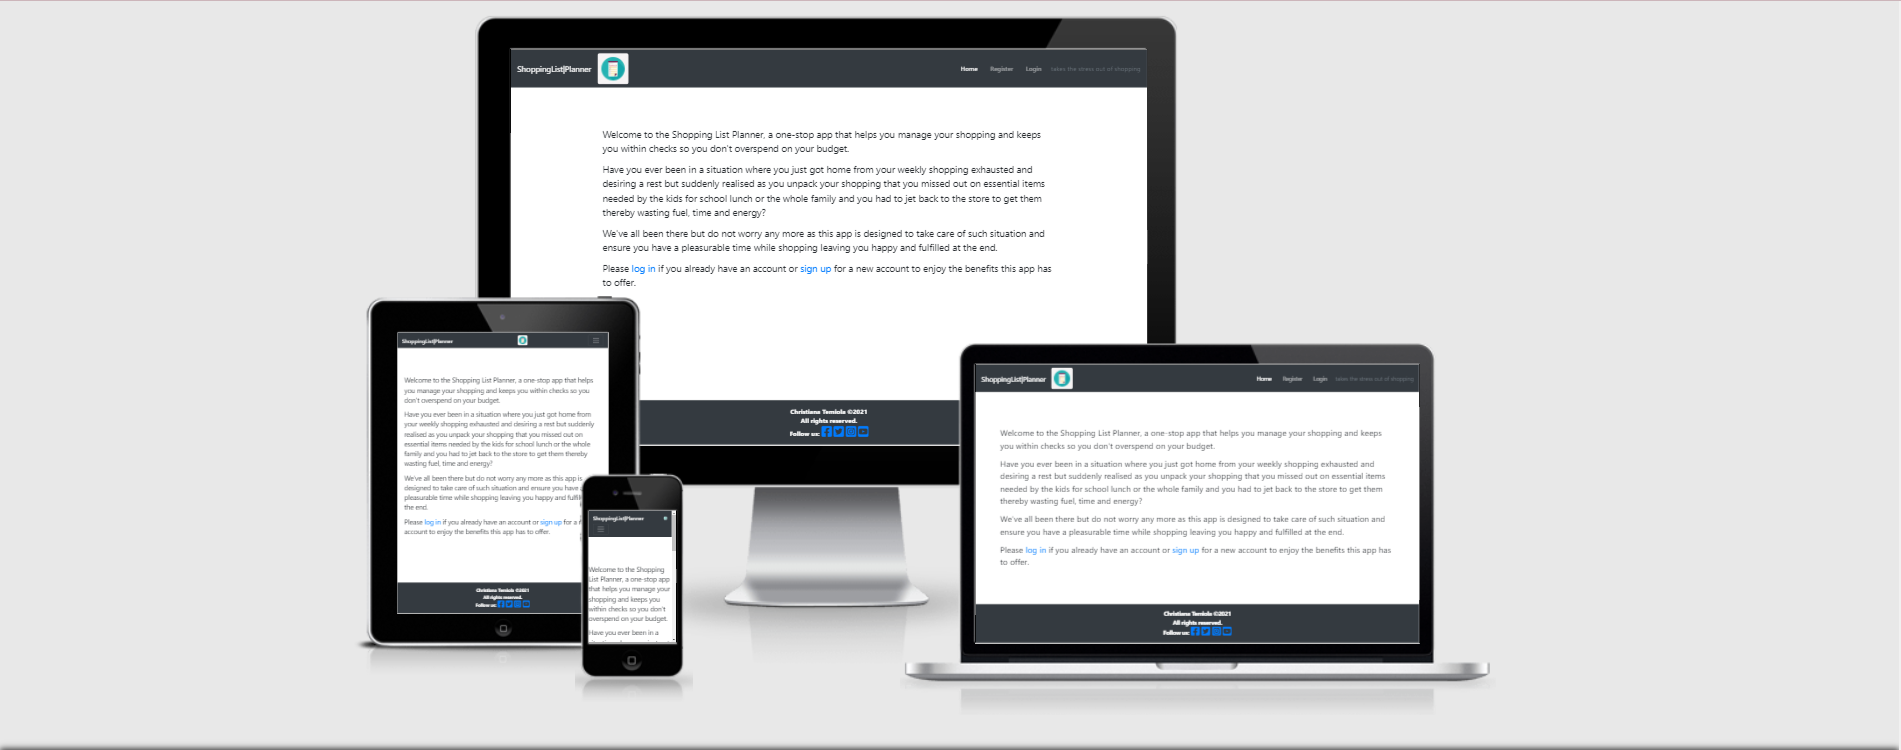 ShoppingList|Planner
Home Register Login takes the stress out of shopping
Welcome to the Shopping List Planner, a one-stop app that helps you manage your shopping and keeps
you within checks so you don't overspend on your budget.
Have you ever been in a situation where you just got home from your weekly shopping exhausted and
desiring a rest but suddenly realised as you unpack your shopping that you missed out on essential items
needed by the kids for school lunch or the whole family and you had to jet back to the store to get them
thereby wasting fuel, time and energy?
We've all been there but do not worry any more as this app is designed to take care of such situation and
ensure you have a pleasurable time while shopping leaving you happy and fulfilled at the end.
Please log in if you already have an account or sign up for a new account to enjoy the benefits this app has
to offer.
Christiana Temiola ©2021
All rights reserved.
Follow us:
ShoppingList|Planner
Welcome to the Shopping List Planner, a one-stop app that helps
you manage your shopping and keeps you within checks so you
don't overspend on your budget.
Have you ever been in a situation where you just got home from
your weekly shopping exhausted and desiring a rest but suddenly
realised as you unpack your shopping that you missed out on
essential items needed by the kids for school lunch or the whole
family and you had to jet back to the store to get them thereby
wasting fuel, time and energy?
We've all been there but do not worry any more as this app is
designed to take care of such situation and ensure you have
pleasurable time while shopping leaving you happy and
the end.
Please log in if you already have an account or sign up for a
account to enjoy the benefits this app has to offer.
Christiana Temiola ©2021
All rights reserved.
Follow us:
ShoppingList|Planner
Welcome to the Shopping
List Planner, a one-stop app
that helps you manage your
shopping and keeps you
within checks so you don't
overspend on your budget.
Have you ever been in a
ShoppingList|Planner
Home Register Login takes the stress out of shopping
Welcome to the Shopping List Planner, a one-stop app that helps you manage your shopping and keeps
you within checks so you don't overspend on your budget.
Have you ever been in a situation where you just got home from your weekly shopping exhausted and
desiring a rest but suddenly realised as you unpack your shopping that you missed out on essential items
needed by the kids for school lunch or the whole family and you had to jet back to the store to get them
thereby wasting fuel, time and energy?
We've all been there but do not worry any more as this app is designed to take care of such situation and
ensure you have a pleasurable time while shopping leaving you happy and fulfilled at the end.
Please log in if you already have an account or sign up for a new account to enjoy the benefits this app has
to offer.
Christiana Temiola ©2021
All rights reserved.
Follow us: